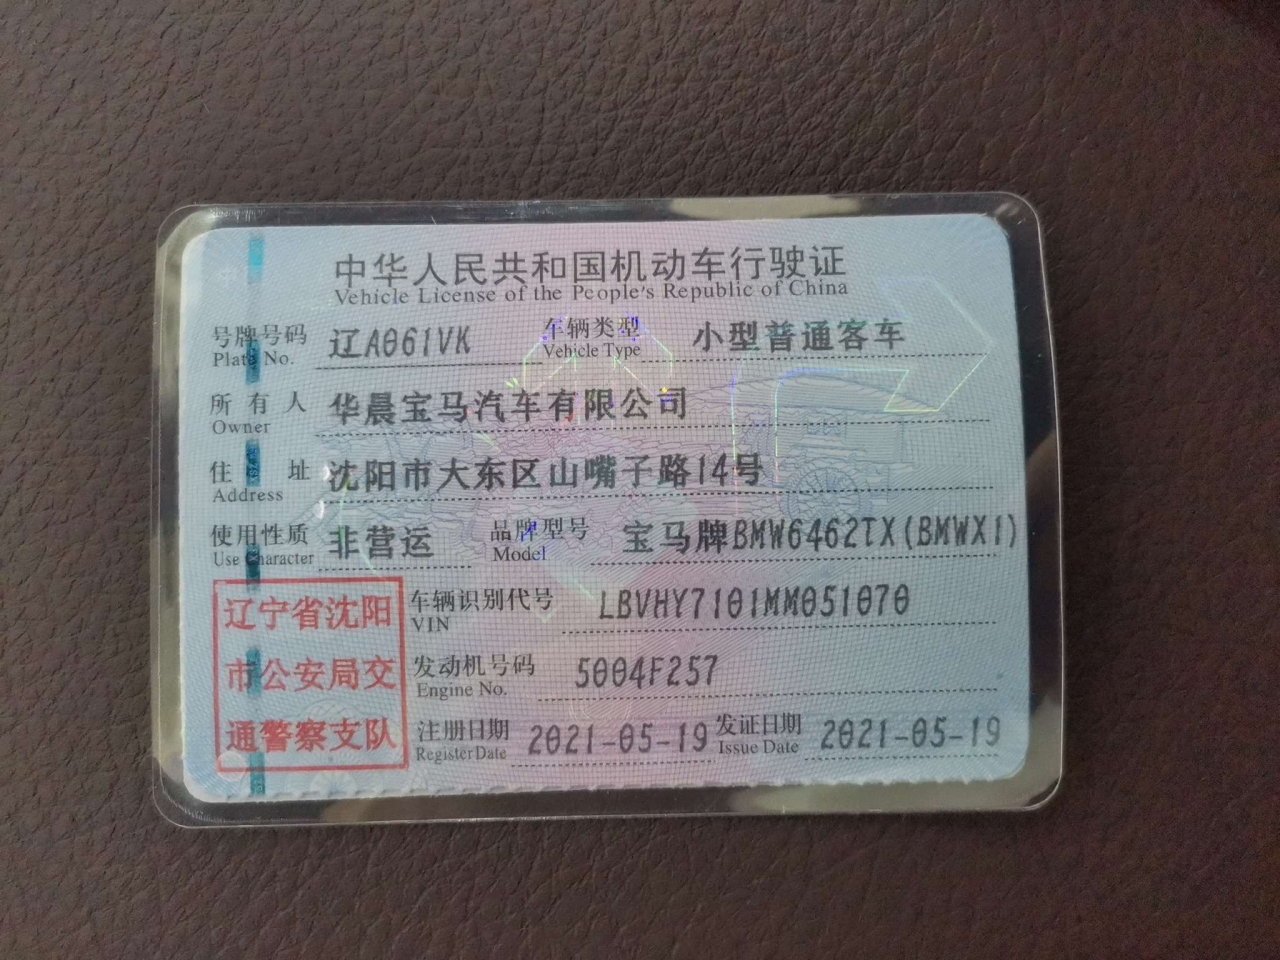 中华人民共和国机动车行驶证
Vehicle License of the People's Republic of China
号牌号码 辽A061VK 车辆类型 小型普通客车
Plate No. Vehicle Type
所有人 华晨宝马汽车有限公司
Owner
住址 沈阳市大东区山嘴子路14号
Address
使用性质 非营运 品牌型号 宝马牌BMW6462TX(BMWX1)
Use Character Model
辽宁省沈阳 车辆识别代号 LBVHY7101MM051070
VIN
市公安局交 发动机号码 5004F257
Engine No.
通警察支队 注册日期 2021-05-19 发证日期 2021-05-19
Register Date Issue Date